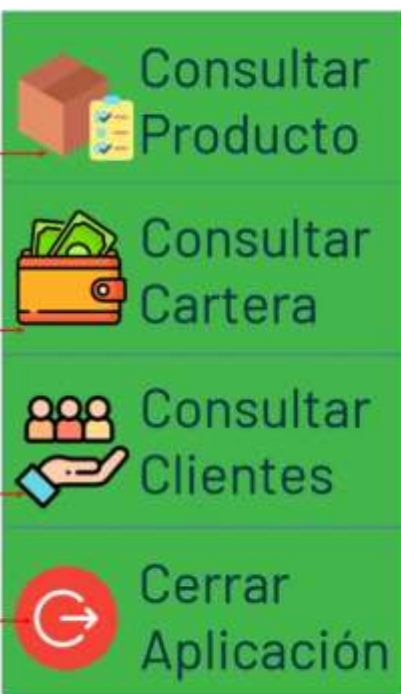 Consultar
Producto
Consultar
Cartera
Consultar
Clientes
Cerrar
Aplicación